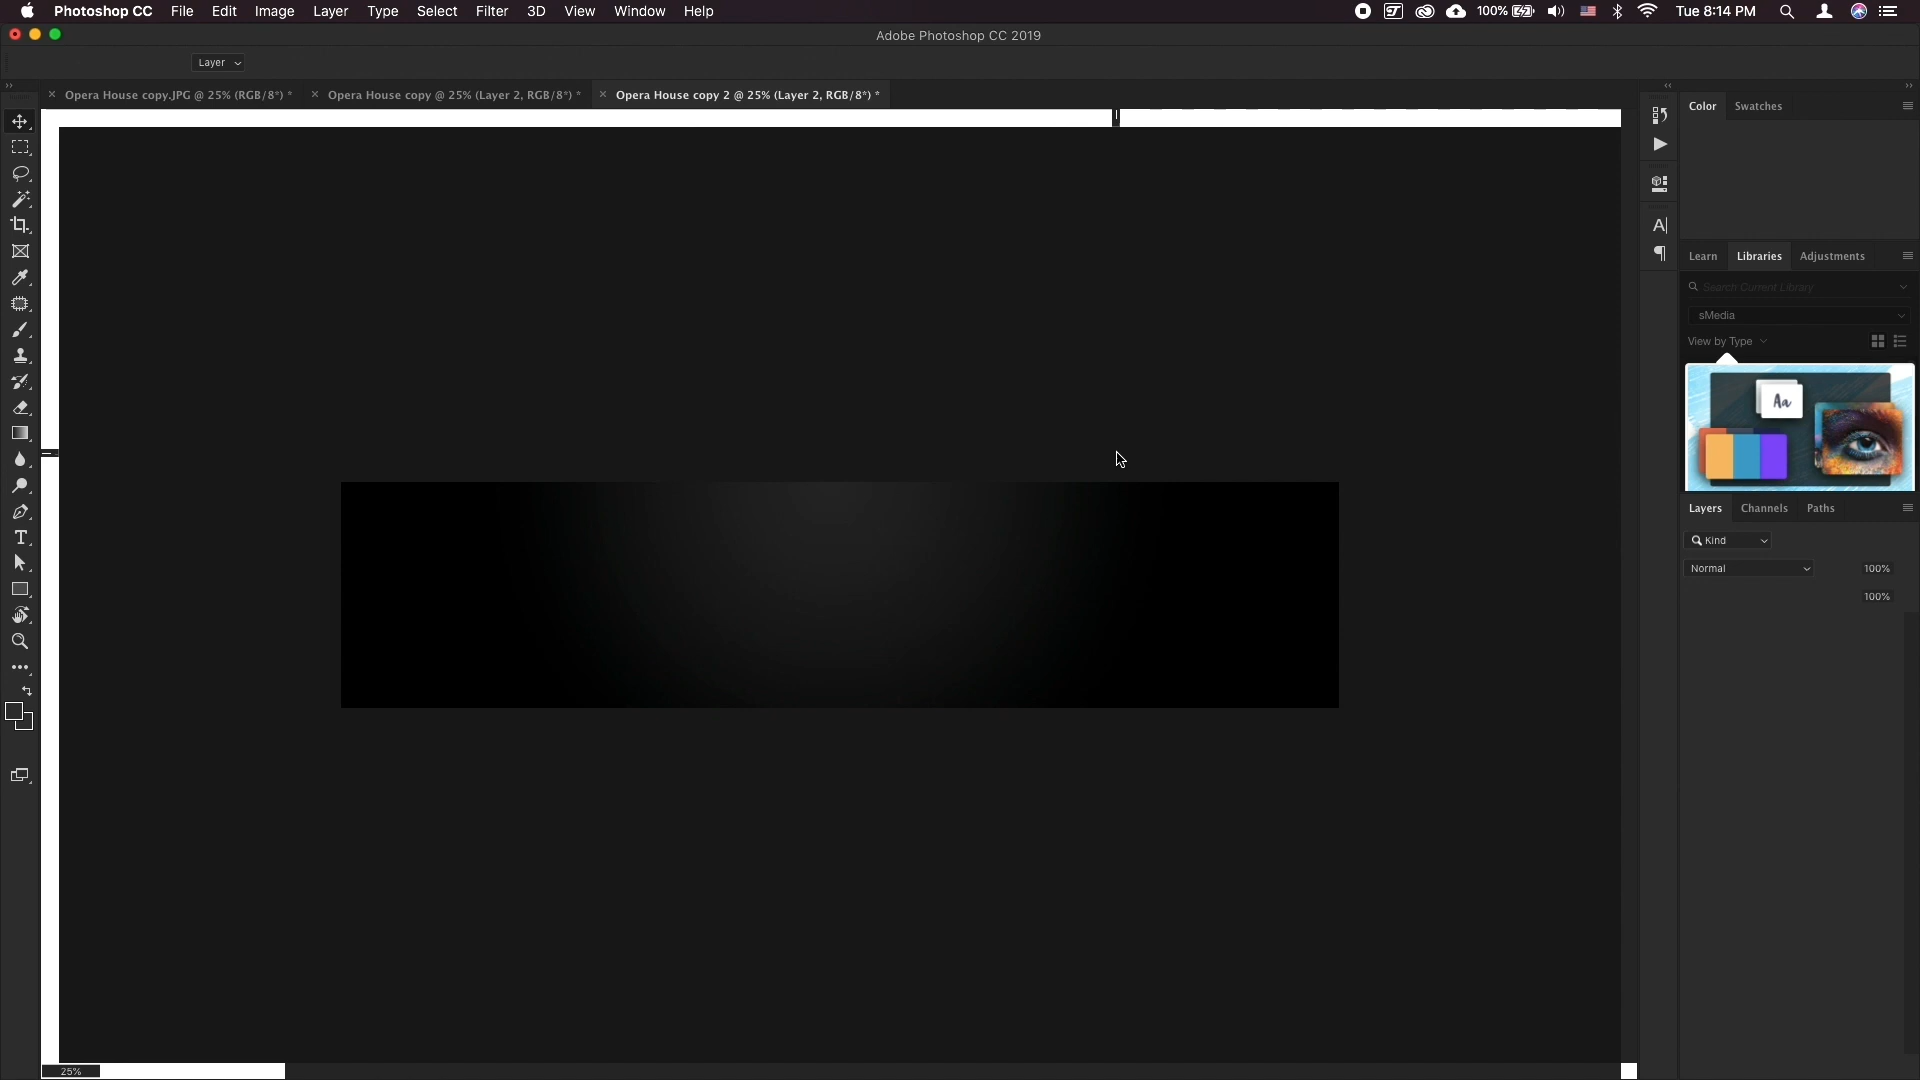 Photoshop CC File Edit Image Layer Type Select Filter 3D View Window Help 100% Tue 8:14 PM
Adobe Photoshop CC 2019
Layer
Opera House copy.JPG @ 25% (RGB/8*) * Opera House copy @ 25% (Layer 2, RGB/8*) * Opera House copy 2 @ 25% (Layer 2, RGB/8*) *
Color Swatches
Learn Libraries Adjustments
Search Current Library
sMedia
View by Type
Aa
Layers Channels Paths
Kind
Normal 100%
100%
25%